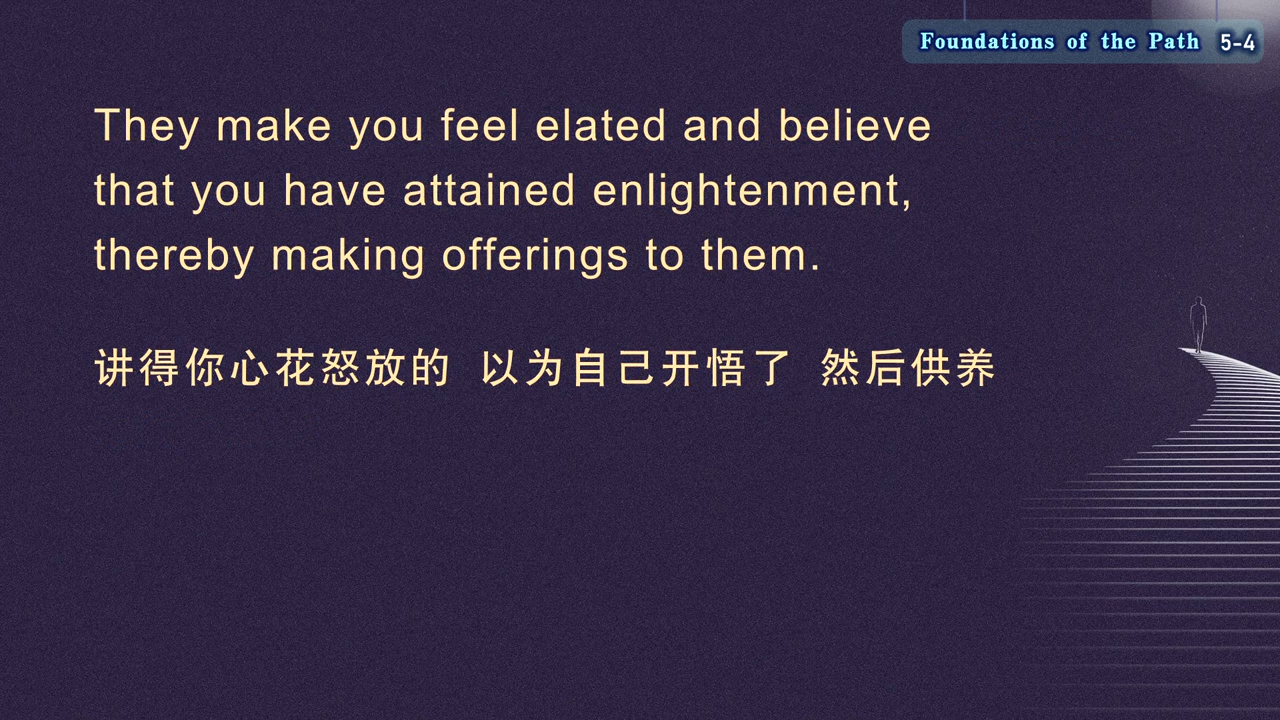 Foundations of the Path 5-4
They make you feel elated and believe
that you have attained enlightenment,
thereby making offerings to them.
讲得你心花怒放的 以为自己开悟了 然后供养